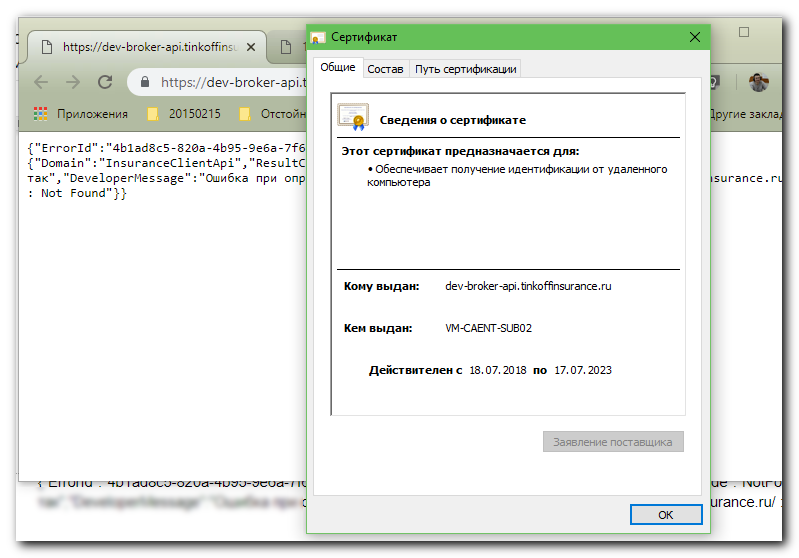 Сертификат
https://dev-broker-api.tinkoffinsu
https://dev-broker-api.t
Приложения 20150215 Отстойн
Другие заклад
Общие Состав Путь сертификации
Сведения о сертификате
Этот сертификат предназначается для:
• Обеспечивает получение идентификации от удаленного
компьютера
Кому выдан: dev-broker-api.tinkoffinsurance.ru
Кем выдан: VM-CAENT-SUB02
Действителен с 18.07.2018 по 17.07.2023
Заявление поставщика
OK
{"ErrorId":"4b1ad8c5-820a-4b95-9e6a-7f6
{"Domain":"InsuranceClientApi","ResultC
так","DeveloperMessage":"Ошибка при опр surance.ru/
: Not Found"}}
{"ErrorId":"4b1ad8c5-820a-4b95-9e6a-7f6 de":"NotFo
так","DeveloperMessage":"Ошибка при urance.ru/ :